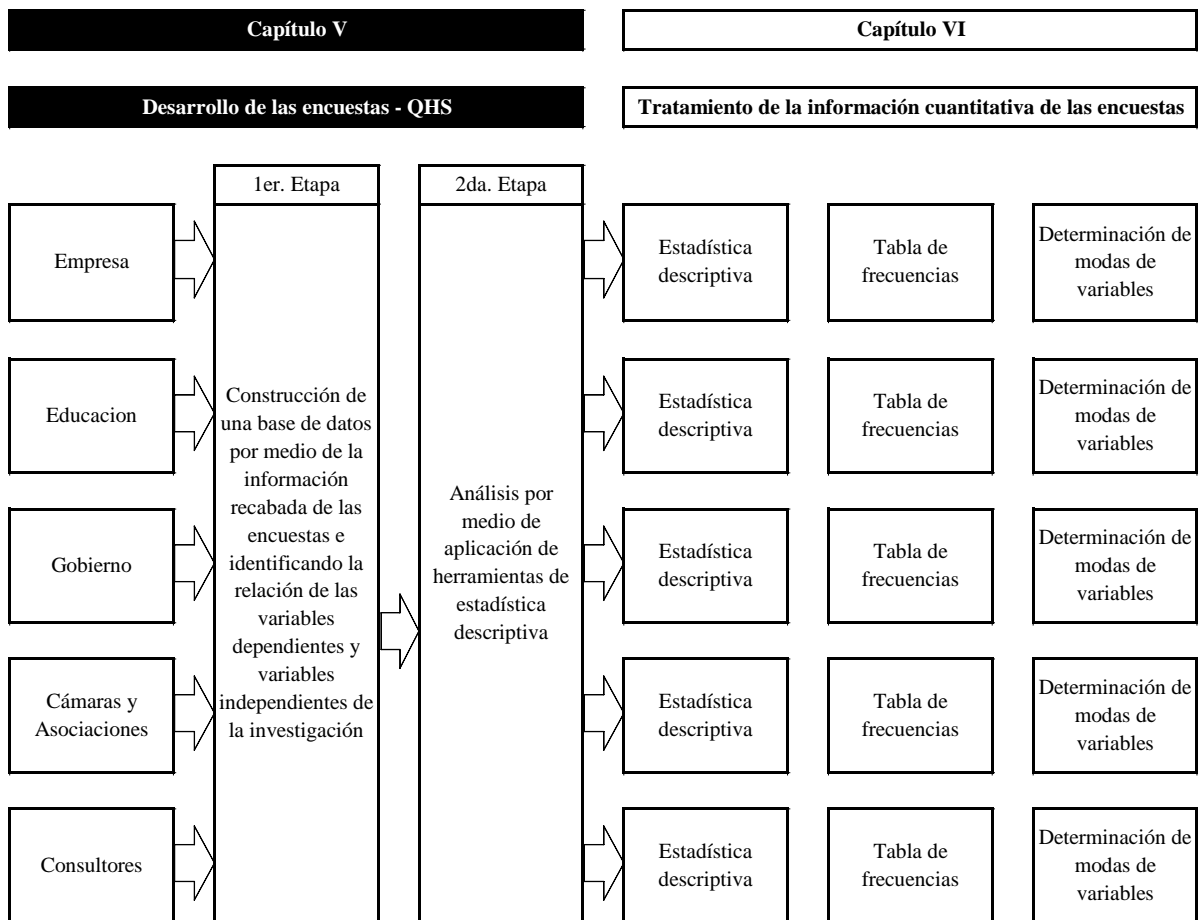 Capítulo V
Capítulo VI
Desarrollo de las encuestas - QHS
Tratamiento de la información cuantitativa de las encuestas
1er. Etapa
2da. Etapa
Empresa
Educacion
Gobierno
Cámaras y
Asociaciones
Consultores
Construcción de
una base de datos
por medio de la
información
recabada de las
encuestas e
identificando la
relación de las
variables
dependientes y
variables
independientes de
la investigación
Análisis por
medio de
aplicación de
herramientas de
estadística
descriptiva
Estadística
descriptiva
Tabla de
frecuencias
Determinación de
modas de
variables
Estadística
descriptiva
Tabla de
frecuencias
Determinación de
modas de
variables
Estadística
descriptiva
Tabla de
frecuencias
Determinación de
modas de
variables
Estadística
descriptiva
Tabla de
frecuencias
Determinación de
modas de
variables
Estadística
descriptiva
Tabla de
frecuencias
Determinación de
modas de
variables